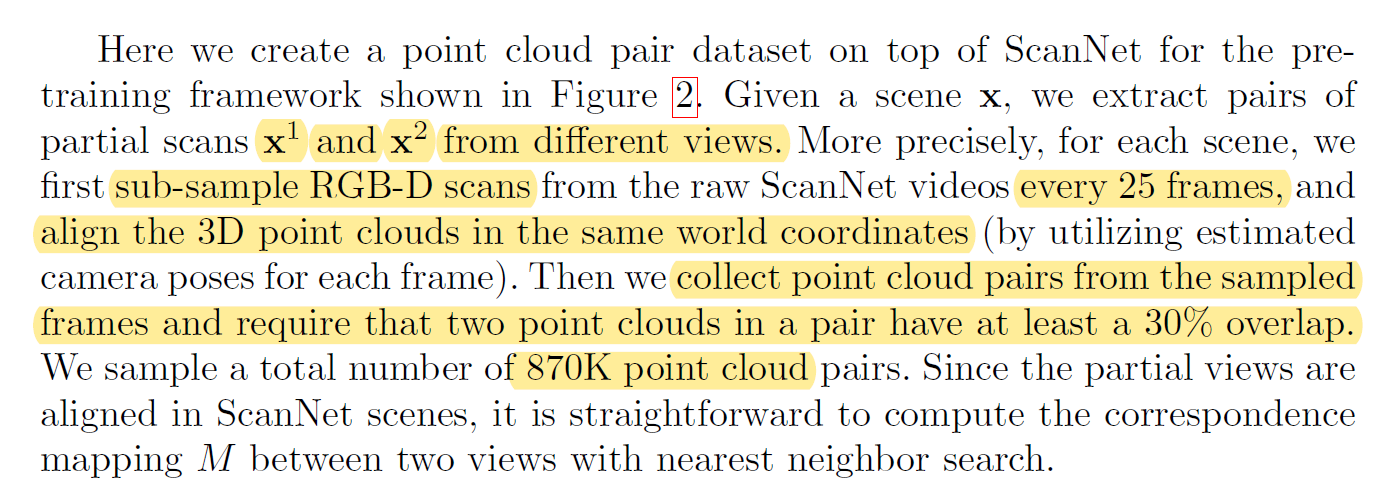 Here we create a point cloud pair dataset on top of ScanNet for the pre-
training framework shown in Figure 2. Given a scene x, we extract pairs of
partial scans x¹ and x² from different views. More precisely, for each scene, we
first sub-sample RGB-D scans from the raw ScanNet videos every 25 frames, and
align the 3D point clouds in the same world coordinates (by utilizing estimated
camera poses for each frame). Then we collect point cloud pairs from the sampled
frames and require that two point clouds in a pair have at least a 30% overlap.
We sample a total number of 870K point cloud pairs. Since the partial views are
aligned in ScanNet scenes, it is straightforward to compute the correspondence
mapping M between two views with nearest neighbor search.